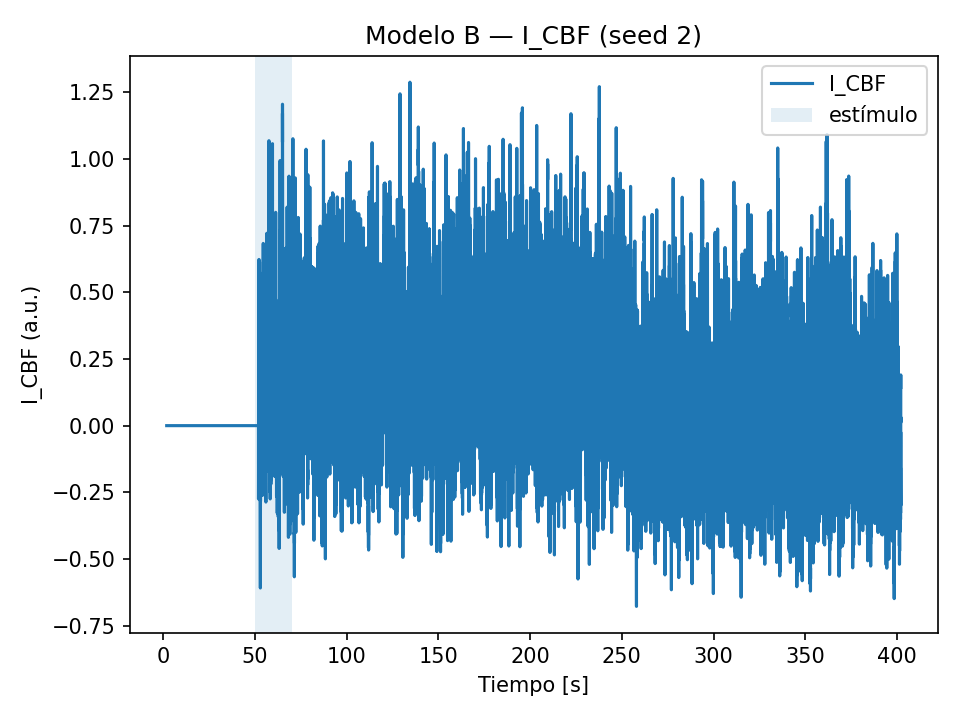 Modelo B — I_CBF (seed 2)
I_CBF
estímulo
1.25
1.00
0.75
0.50
0.25
0.00
−0.25
−0.50
−0.75
I_CBF (a.u.)
0 50 100 150 200 250 300 350 400
Tiempo [s]